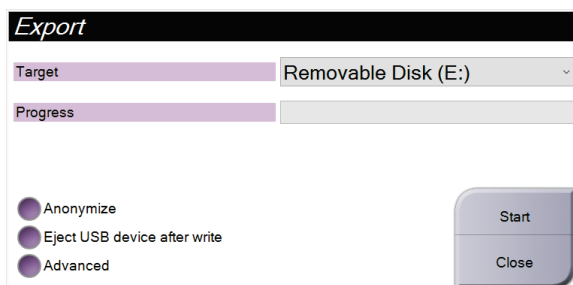 Export
Target
Removable Disk (E:)
Progress
Anonymize
Eject USB device after write
Advanced
Start
Close